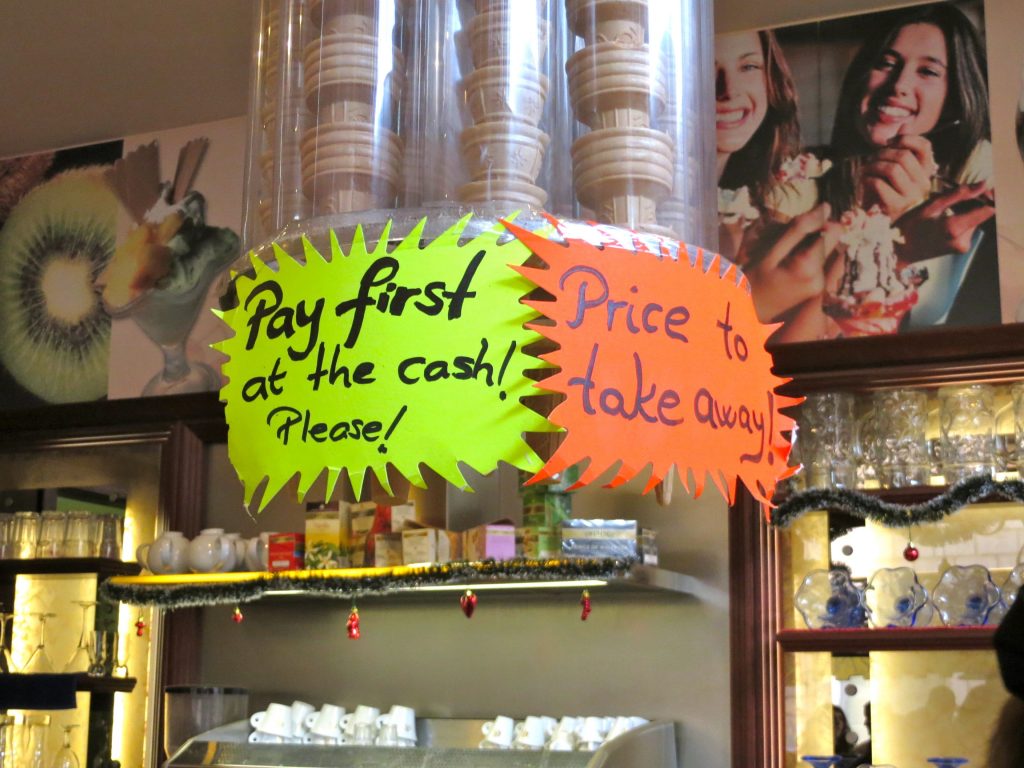 Pay first
at the cash!
Please!
Price to
take away!